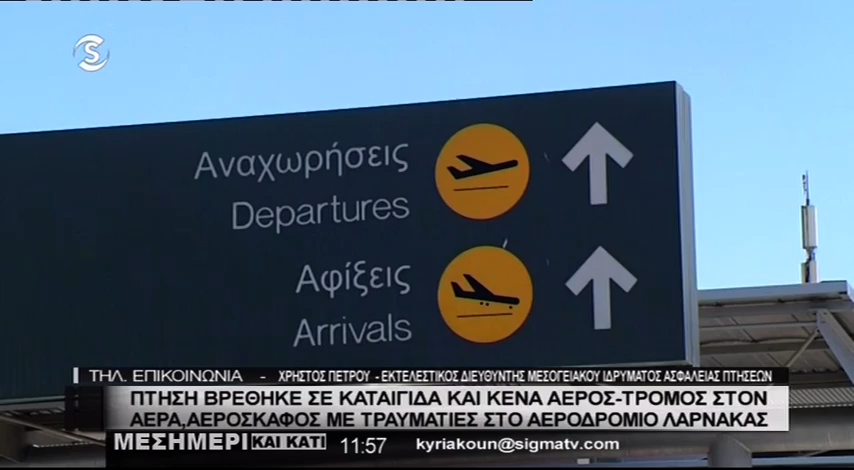 S
Αναχωρήσεις
Departures
Αφίξεις
Arrivals
ΤΗΛ. ΕΠΙΚΟΙΝΩΝΙΑ - ΧΡΗΣΤΟΣ ΠΕΤΡΟΥ - ΕΚΤΕΛΕΣΤΙΚΟΣ ΔΙΕΥΘΥΝΤΗΣ ΜΕΣΟΓΕΙΑΚΟΥ ΙΔΡΥΜΑΤΟΣ ΑΣΦΑΛΕΙΑΣ ΠΤΗΣΕΩΝ
ΠΤΗΣΗ ΒΡΕΘΗΚΕ ΣΕ ΚΑΤΑΙΓΙΔΑ ΚΑΙ ΚΕΝΑ ΑΕΡΟΣ-ΤΡΟΜΟΣ ΣΤΟΝ
ΑΕΡΑ,ΑΕΡΟΣΚΑΦΟΣ ΜΕ ΤΡΑΥΜΑΤΙΕΣ ΣΤΟ ΑΕΡΟΔΡΟΜΙΟ ΛΑΡΝΑΚΑΣ
ΜΕΣΗΜΕΡΙ ΚΑΙ ΚΑΤΙ 11:57 kyriakoun@sigmatv.com